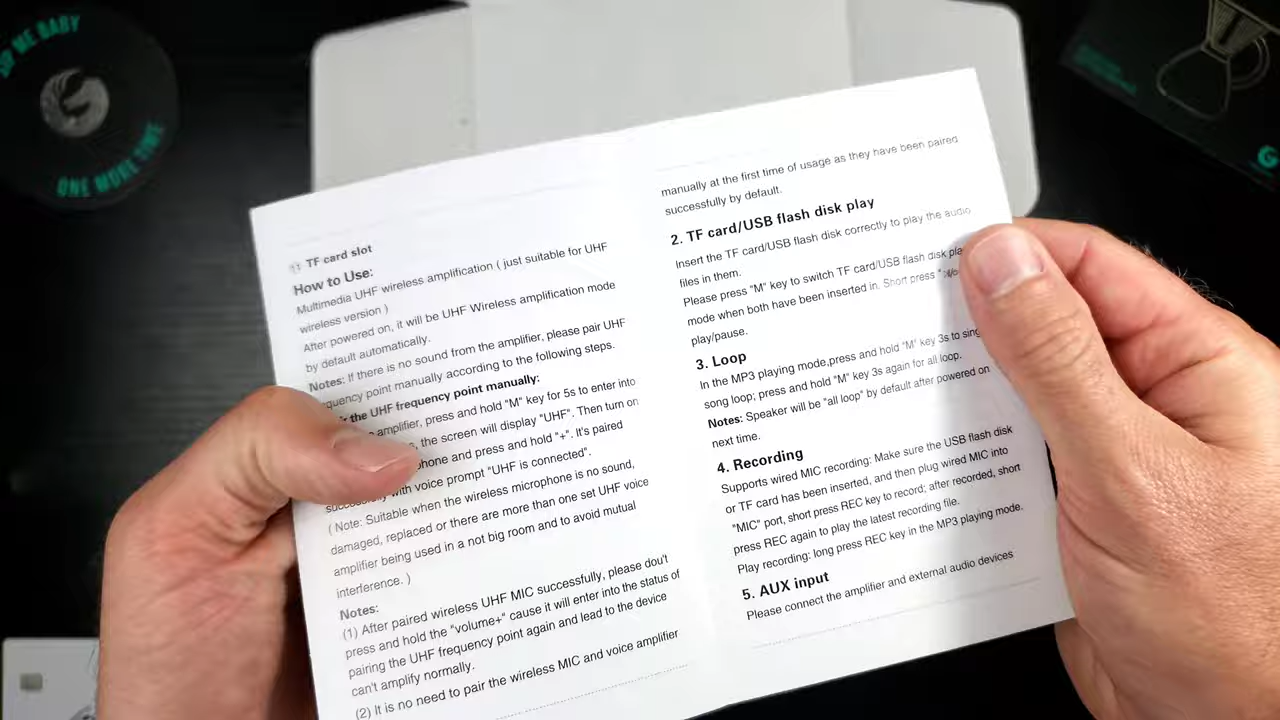 ME BABY
ONE MORE TIME
11 TF card slot
How to Use:
Multimedia UHF wireless amplification ( just suitable for UHF
wireless version )
After powered on, it will be UHF Wireless amplification mode
by default automatically.
Notes: If there is no sound from the amplifier, please pair UHF
quency point manually according to the following steps.
r the UHF frequency point manually:
amplifier, press and hold "M" key for 5s to enter into
, the screen will display "UHF". Then turn on
phone and press and hold "+". It's paired
with voice prompt "UHF is connected".
( Note: Suitable when the wireless microphone is no sound,
damaged, replaced or there are more than one set UHF voice
amplifier being used in a not big room and to avoid mutual
interference. )
Notes:
(1) After paired wireless UHF MIC successfully, please don't
press and hold the "volume+" cause it will enter into the status of
pairing the UHF frequency point again and lead to the device
can't amplify normally.
(2) It is no need to pair the wireless MIC and voice amplifier
manually at the first time of usage as they have been paired
successfully by default.
2. TF card/USB flash disk play
Insert the TF card/USB flash disk correctly to play the audio
files in them.
Please press "M" key to switch TF card/USB flash disk pla
mode when both have been inserted in. Short press "
play/pause.
3. Loop
In the MP3 playing mode,press and hold "M" key 3s to sing
song loop; press and hold "M" key 3s again for all loop.
Notes: Speaker will be "all loop" by default after powered on
next time.
4. Recording
Supports wired MIC recording: Make sure the USB flash disk
or TF card has been inserted, and then plug wired MIC into
"MIC" port, short press REC key to record; after recorded, short
press REC again to play the latest recording file.
Play recording: long press REC key in the MP3 playing mode.
5. AUX input
Please connect the amplifier and external audio devices